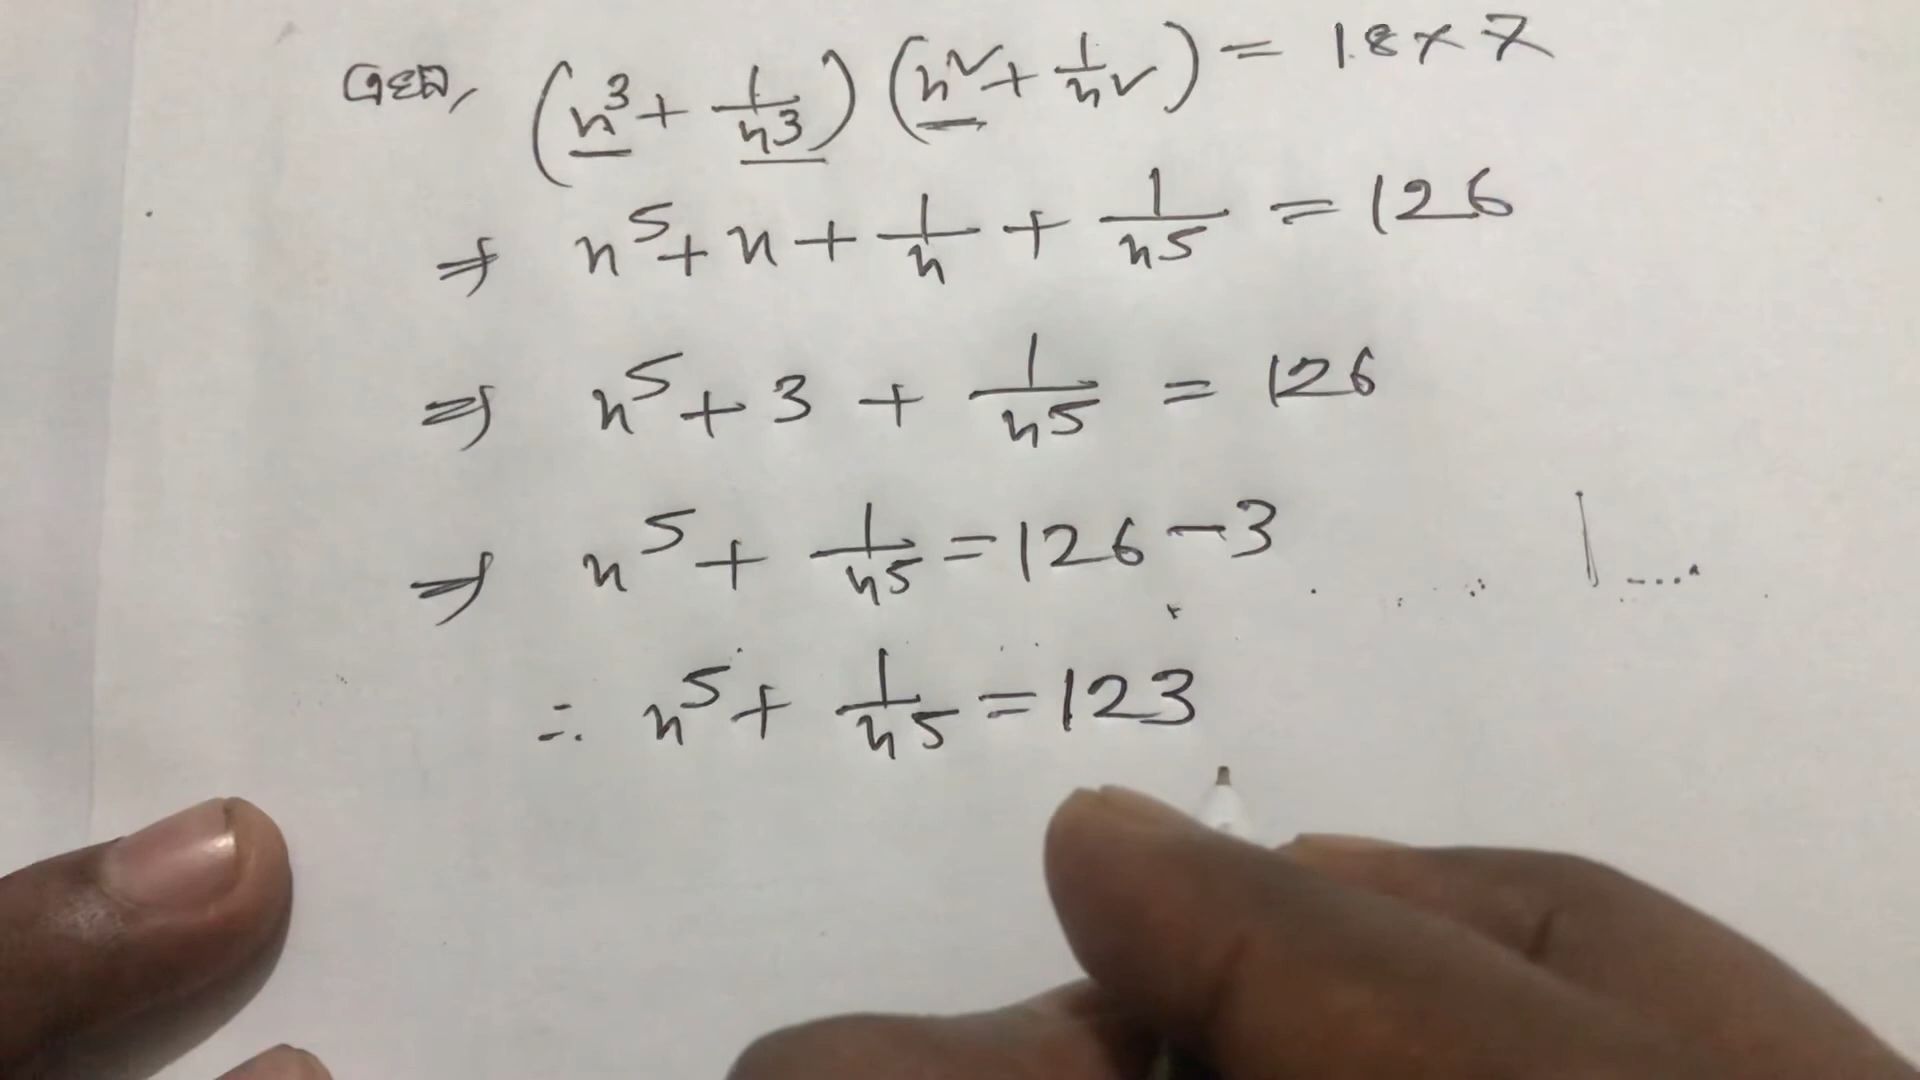 (x³ + 1/x³) (x² + 1/x²) = 18 × 7
⇒ x⁵ + x + 1/x + 1/x⁵ = 126
⇒ x⁵ + 3 + 1/x⁵ = 126
⇒ x⁵ + 1/x⁵ = 126 - 3
∴ x⁵ + 1/x⁵ = 123